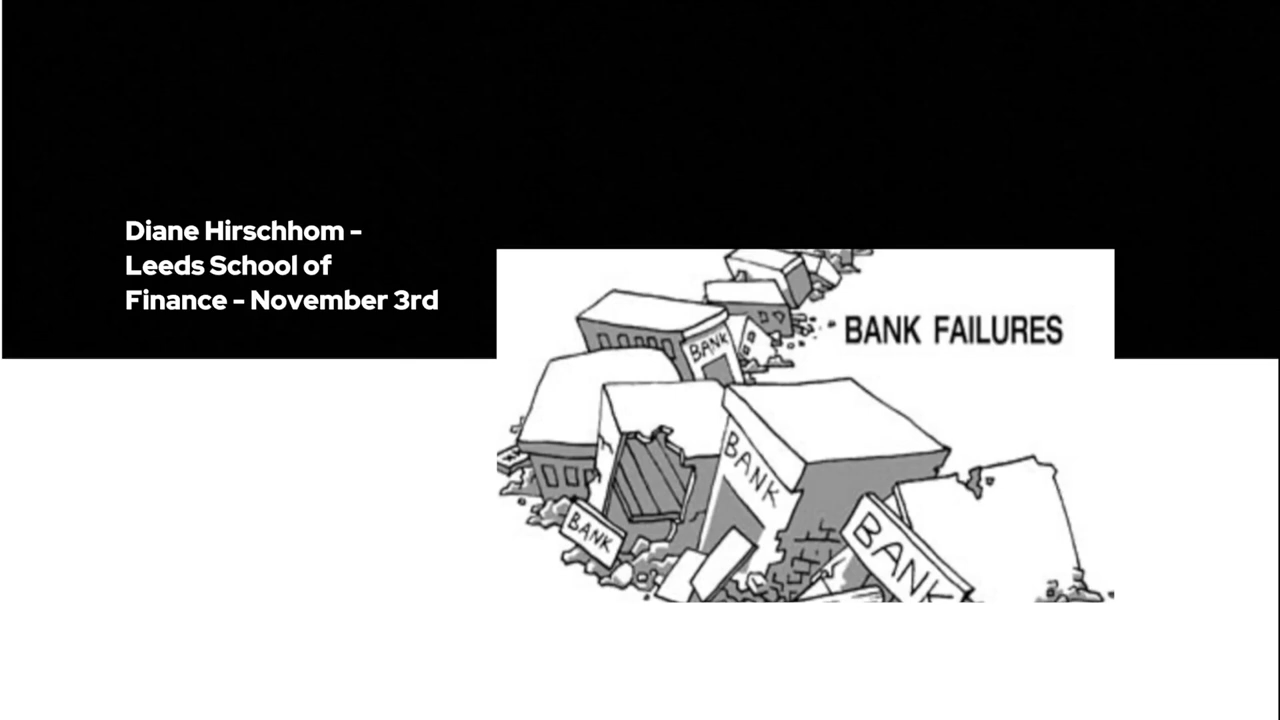 Diane Hirschhom -
Leeds School of
Finance - November 3rd
BANK FAILURES
BANK
BANK
BANK
BANK